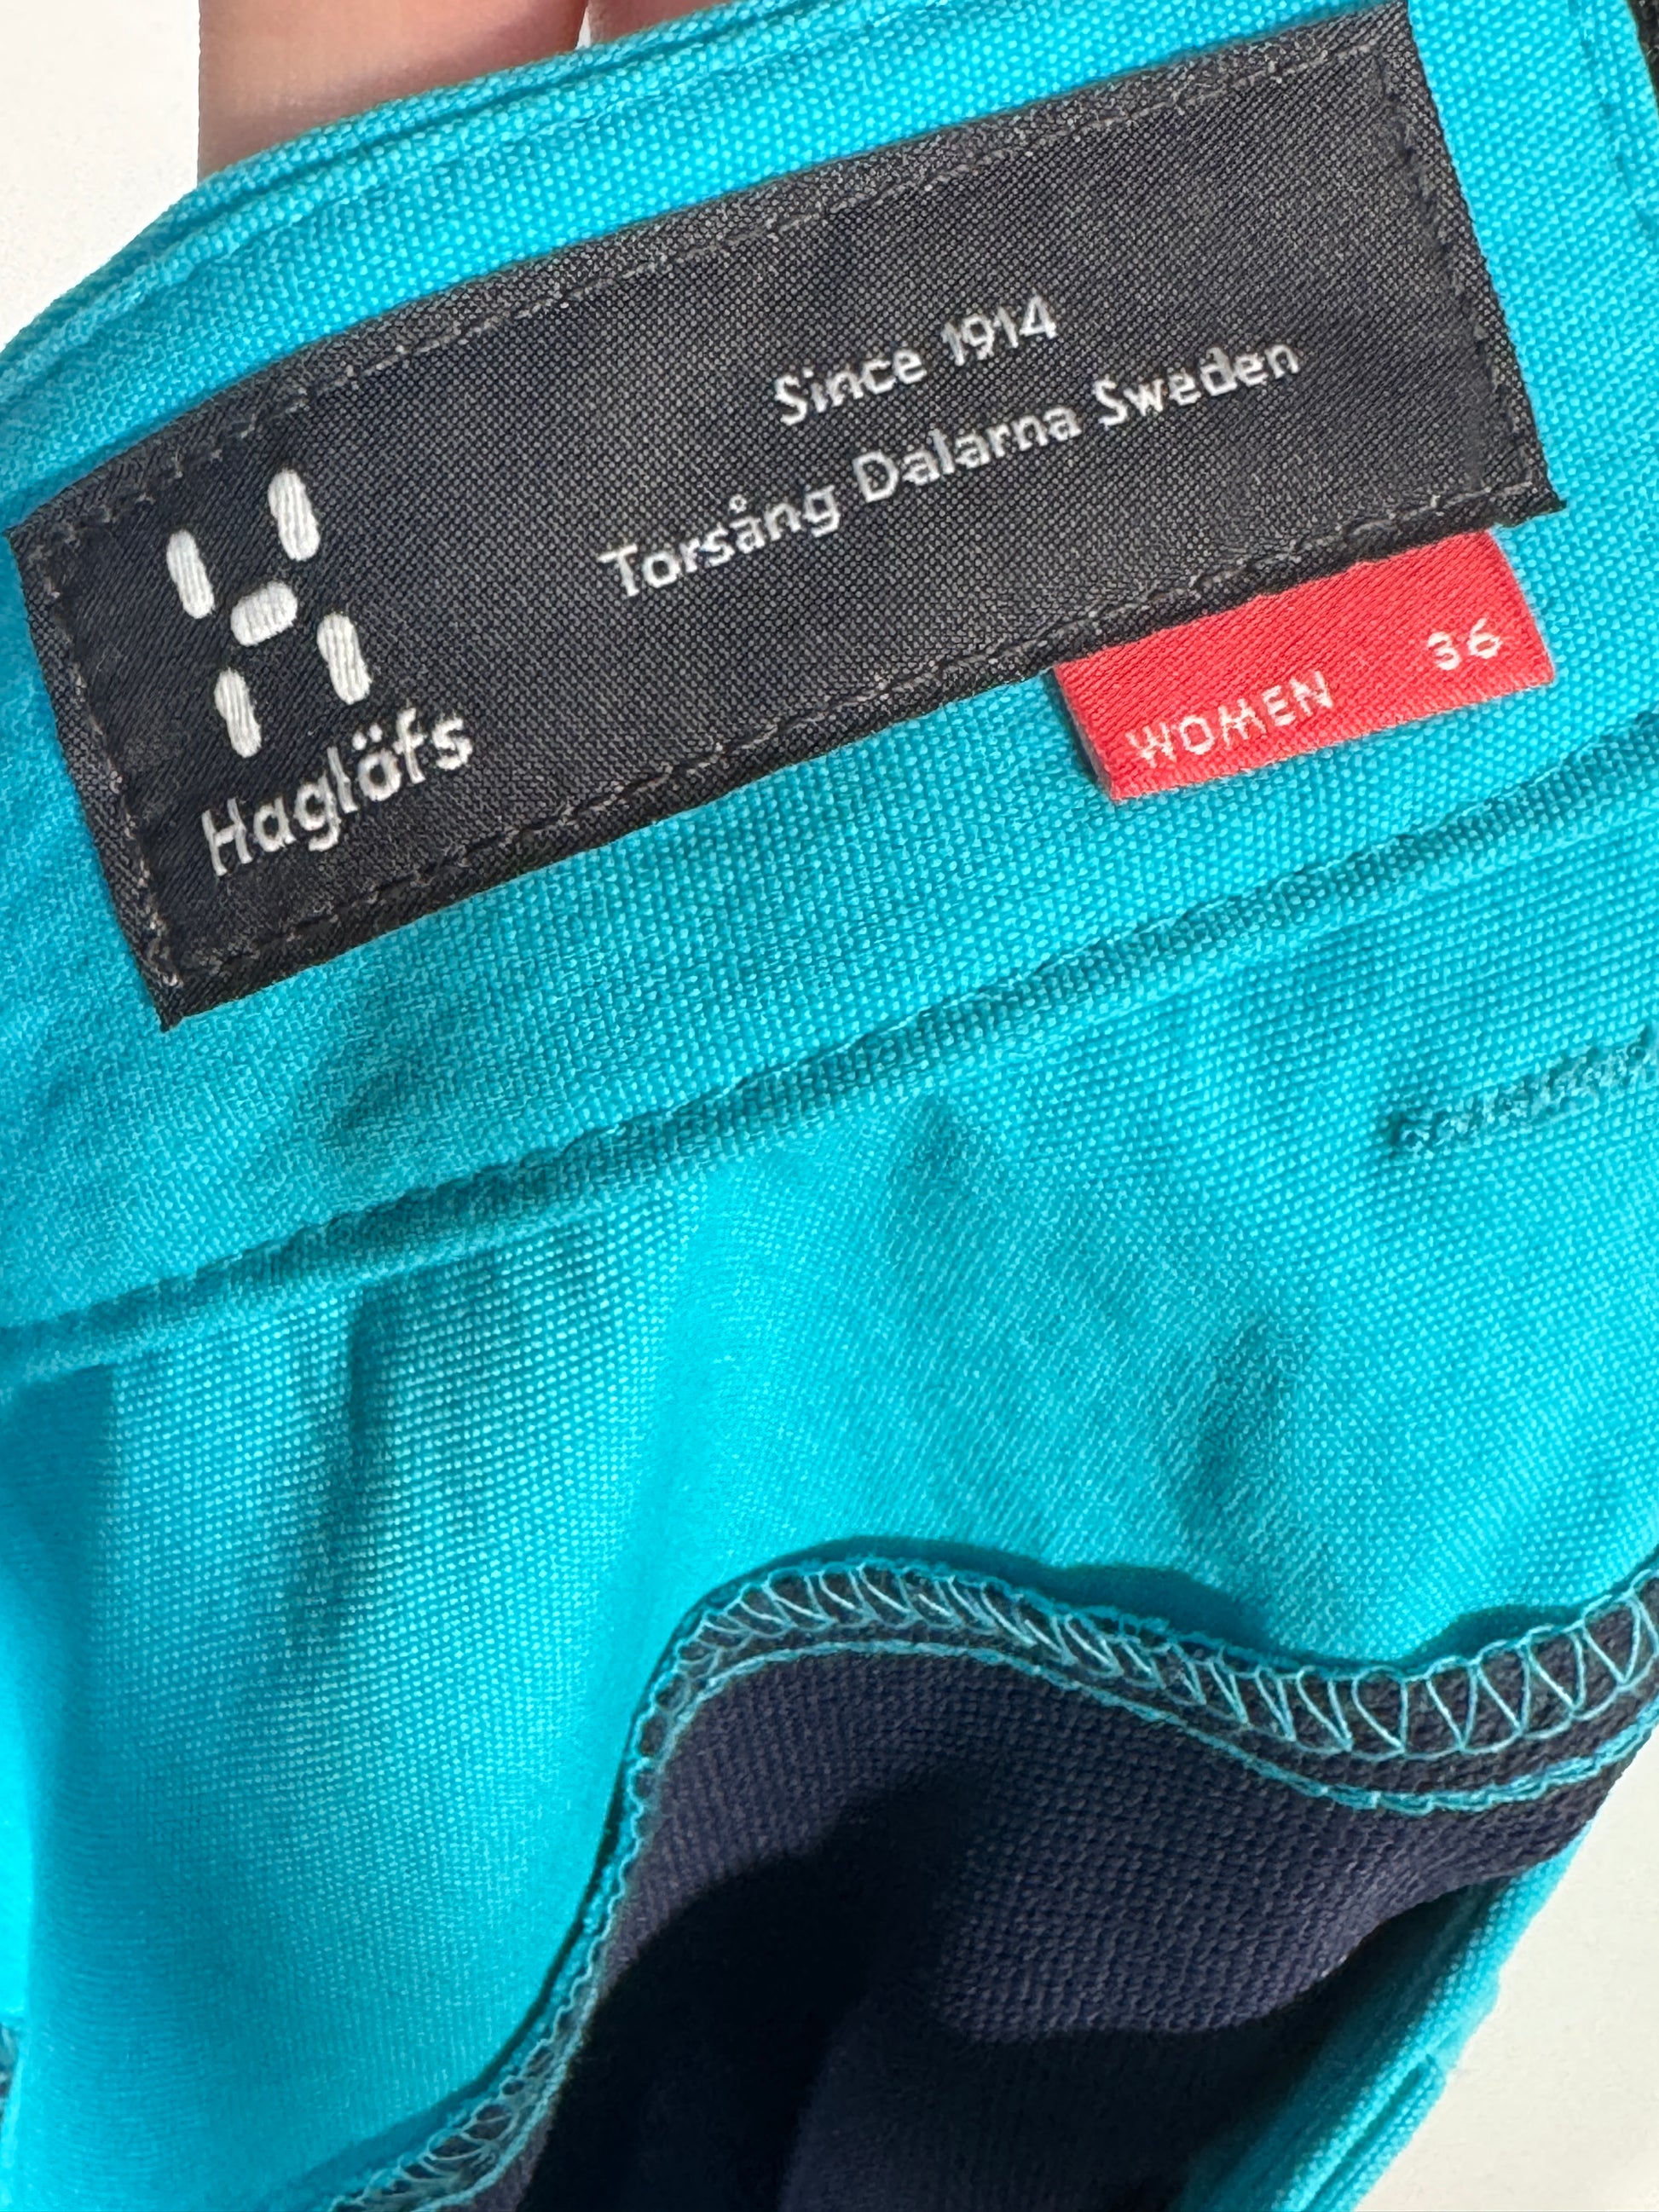 Since 1914
Torsång Dalarna Sweden
Haglöfs
WOMEN 36